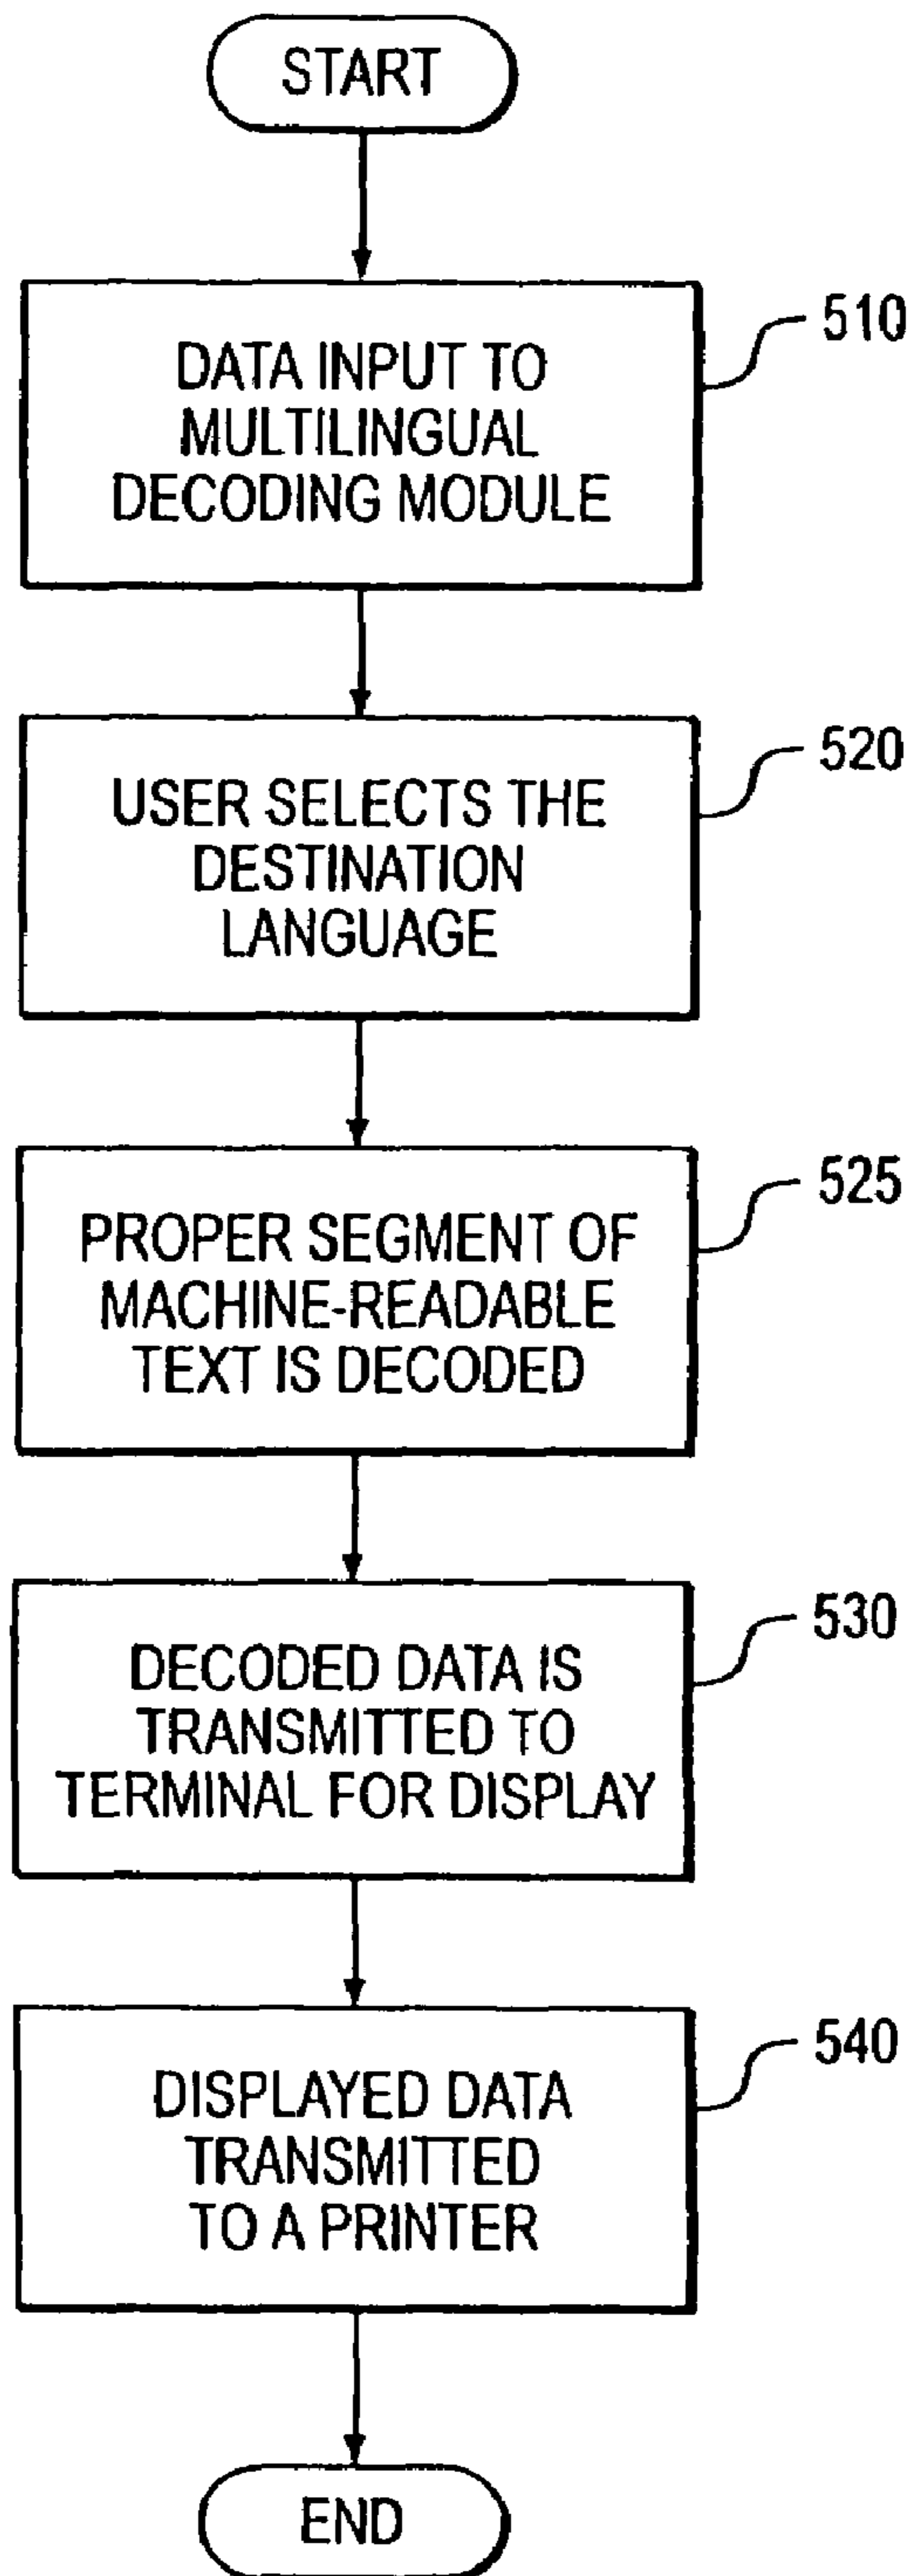 START
510
DATA INPUT TO
MULTILINGUAL
DECODING MODULE
520
USER SELECTS THE
DESTINATION
LANGUAGE
525
PROPER SEGMENT OF
MACHINE-READABLE
TEXT IS DECODED
530
DECODED DATA IS
TRANSMITTED TO
TERMINAL FOR DISPLAY
540
DISPLAYED DATA
TRANSMITTED
TO A PRINTER
END